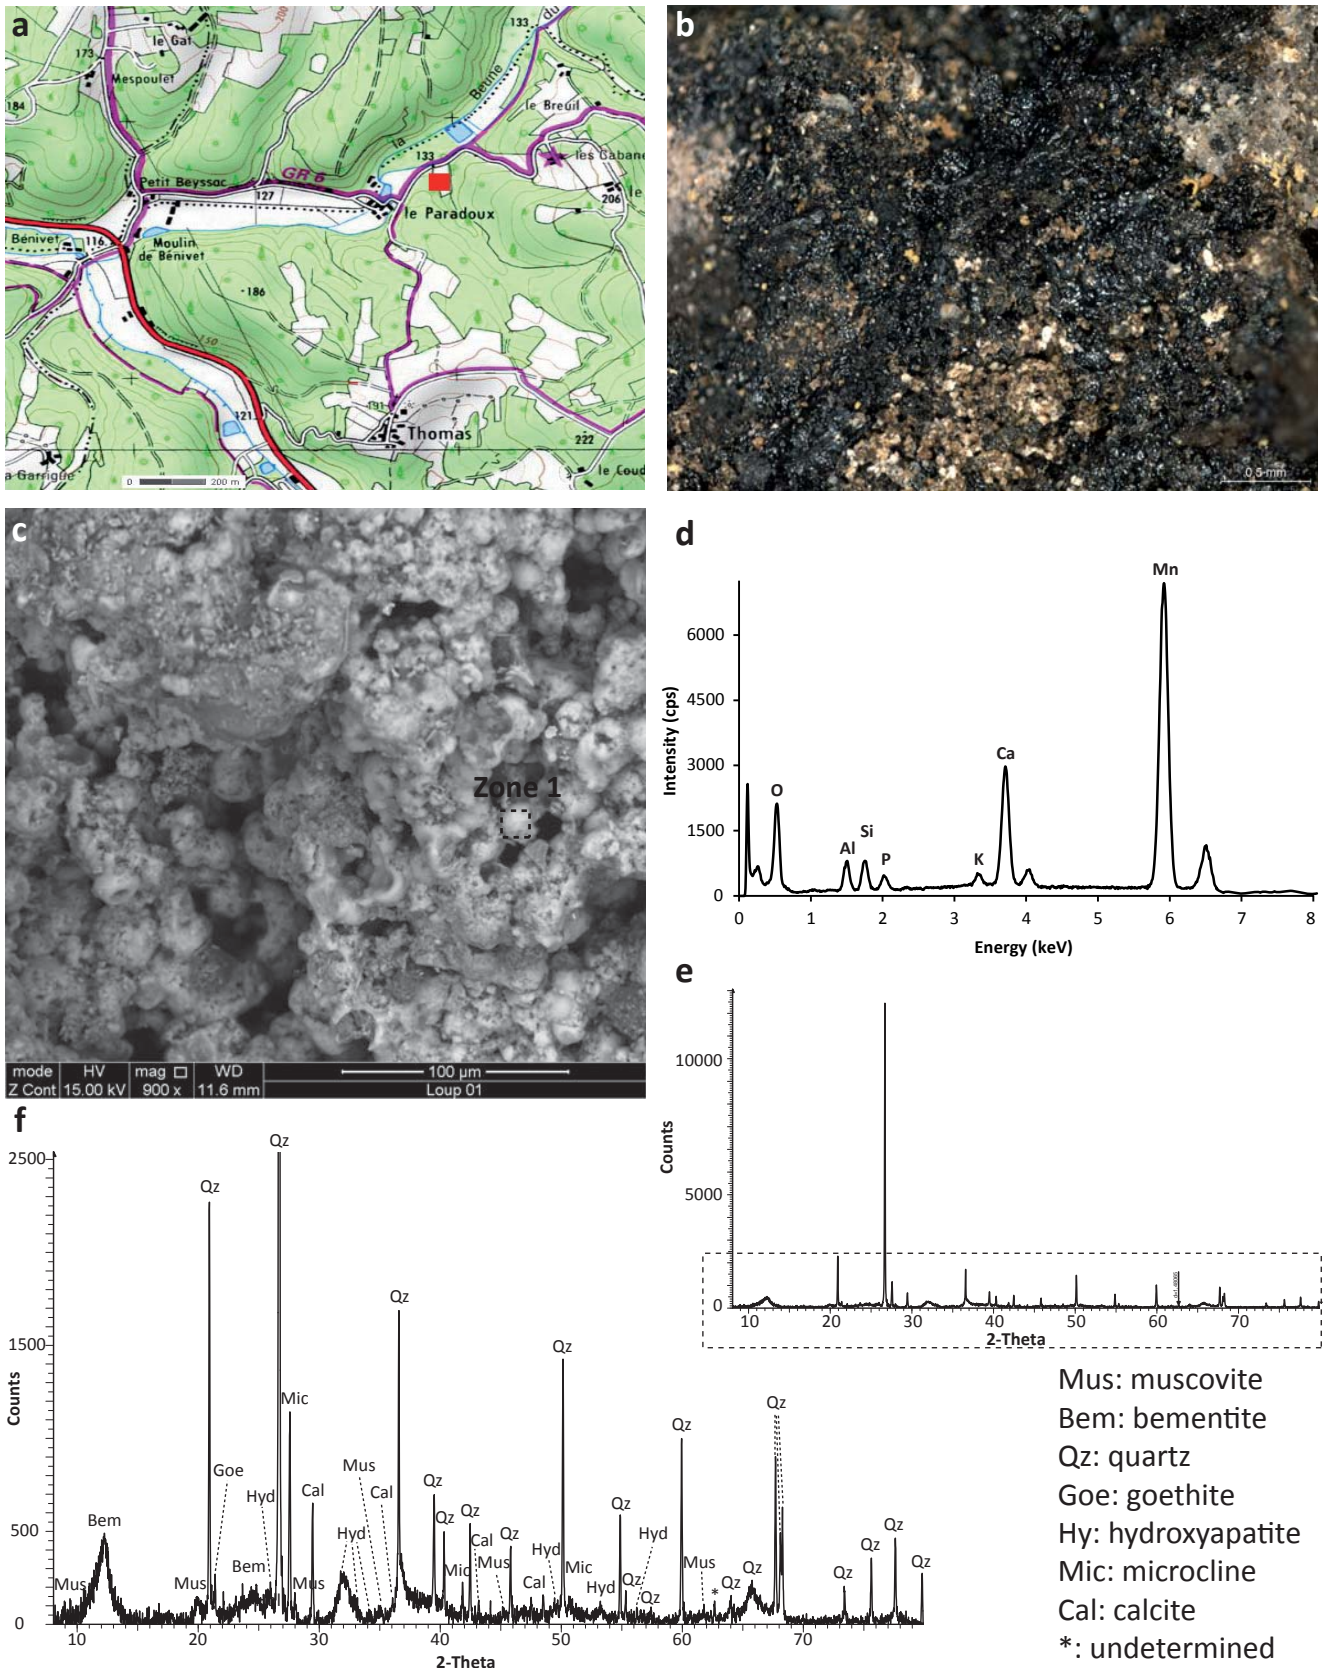 a
le Gat
173
Mespoulet
184
200
133
du
Beune
la
le Breuil
133
les Cabane
GR 6
Petit Beyssac
127
le Paradoux
206
le
Bénivet
116
Moulin
de Bénivet
186
150
121
191
Thomas
222
le Coud
a Garrigue
0 200 m
b
0.5 mm
c
Zone 1
mode HV mag WD 100 µm
Z Cont 15.00 kV 900 x 11.6 mm Loup 01
d
Mn
6000
4500
3000
1500
0
Intensity (cps)
O
Al
Si
P
K
Ca
0 1 2 3 4 5 6 7 8
Energy (keV)
e
10000
5000
0
Counts
10 20 30 40 50 60 70
2-Theta
f
2500
1500
500
0
Counts
Qz
Qz
Qz
Qz
Qz
Qz
Mic
Goe
Mus
Cal
Hyd
Cal
Qz
Qz
Qz
Qz
Qz
Hyd
Qz
Qz
Bem
Hyd
Cal
Hyd
Mus
Mus
Bem
Mus
Mic
Mus
Cal
Mic
Hyd
Qz
Qz
Mus
*
Qz
Qz
Qz
Qz
10 20 30 40 50 60 70
2-Theta
Mus: muscovite
Bem: bementite
Qz: quartz
Goe: goethite
Hy: hydroxyapatite
Mic: microcline
Cal: calcite
*: undetermined